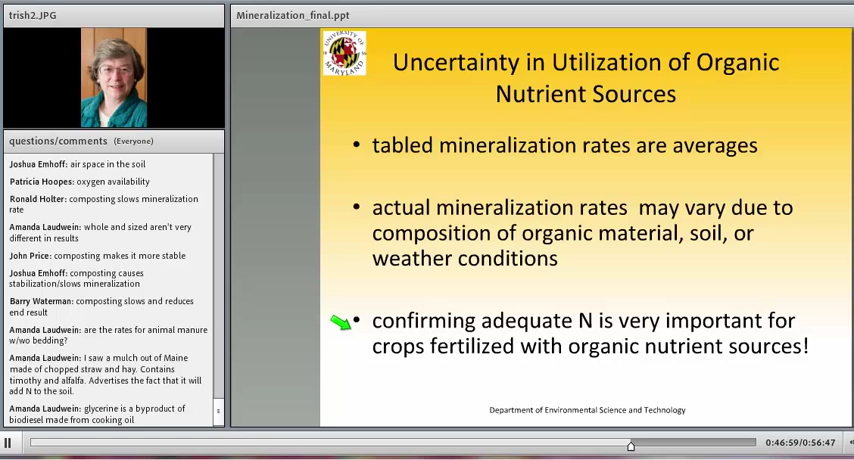 trish2.JPG
questions/comments (Everyone)
Joshua Emhoff: air space in the soil
Patricia Hoopes: oxygen availability
Ronald Holter: composting slows mineralization
rate
Amanda Laudwein: whole and sized aren't very
different in results
John Price: composting makes it more stable
Joshua Emhoff: composting causes
stabilization/slows mineralization
Barry Waterman: composting slows and reduces
end result
Amanda Laudwein: are the rates for animal manure
w/wo bedding?
Amanda Laudwein: I saw a mulch out of Maine
made of chopped straw and hay. Contains
timothy and alfalfa. Advertises the fact that it will
add N to the soil.
Amanda Laudwein: glycerine is a byproduct of
biodiesel made from cooking oil
Mineralization_final.ppt
UNIVERSITY OF
MARYLAND
Uncertainty in Utilization of Organic
Nutrient Sources
• tabled mineralization rates are averages
• actual mineralization rates may vary due to
composition of organic material, soil, or
weather conditions
• confirming adequate N is very important for
crops fertilized with organic nutrient sources!
Department of Environmental Science and Technology
0:46:59/0:56:47